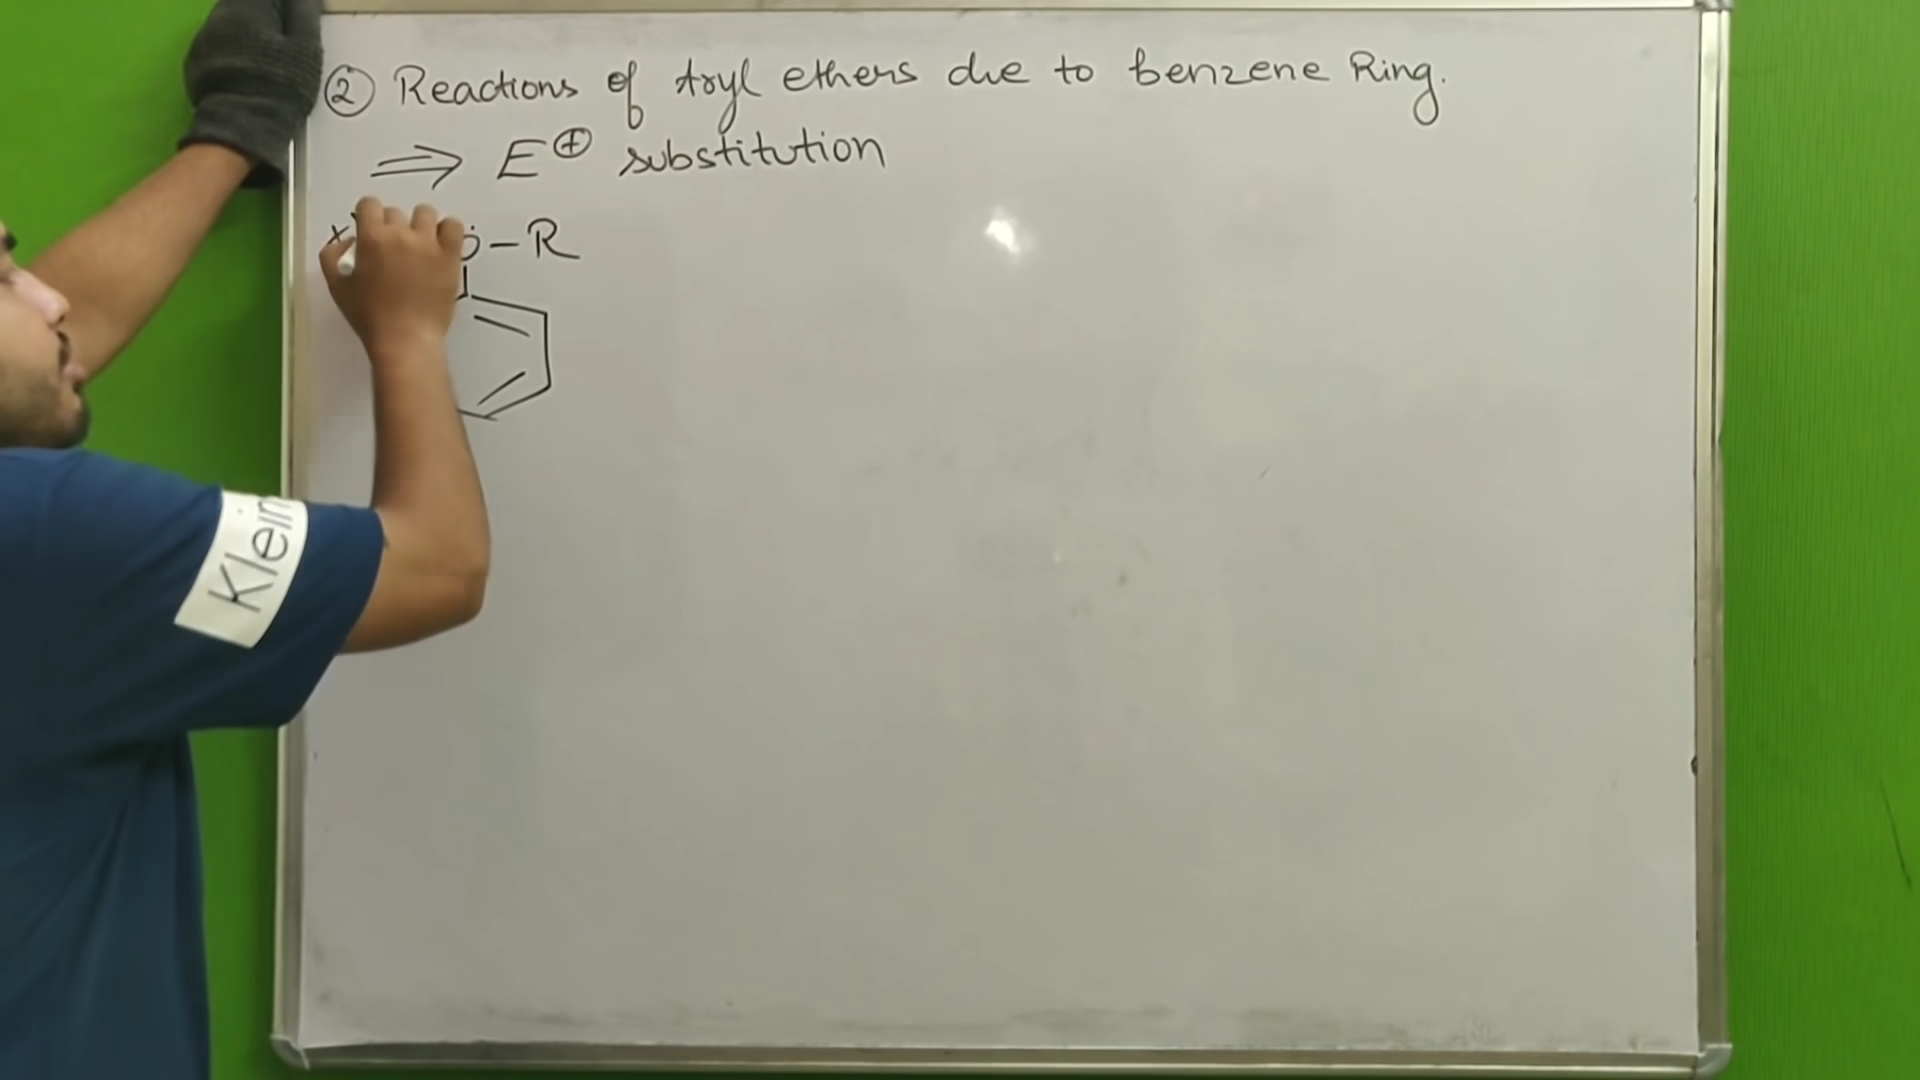 ② Reactions of Aryl ethers due to benzene Ring.
⇒ E⊕ substitution
Ö–R
Klein